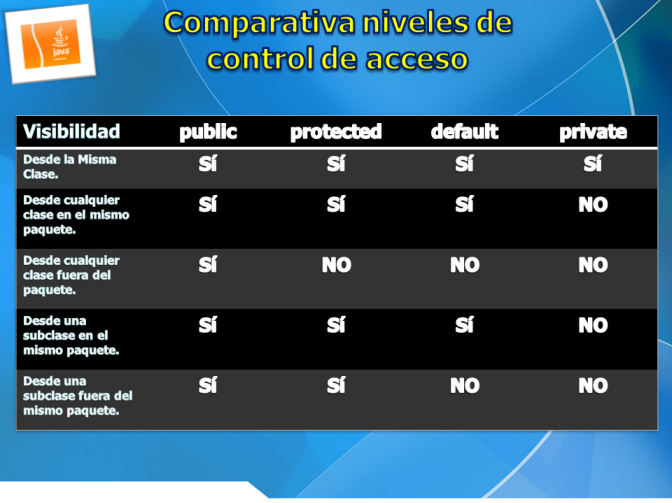 Comparativa niveles de
control de acceso
Java
Visibilidad public protected default private
Desde la Misma
Clase.
Sí Sí Sí Sí
Desde cualquier
clase en el mismo
paquete.
Sí Sí Sí NO
Desde cualquier
clase fuera del
paquete.
Sí NO NO NO
Desde una
subclase en el
mismo paquete.
Sí Sí Sí NO
Desde una
subclase fuera del
mismo paquete.
Sí Sí NO NO